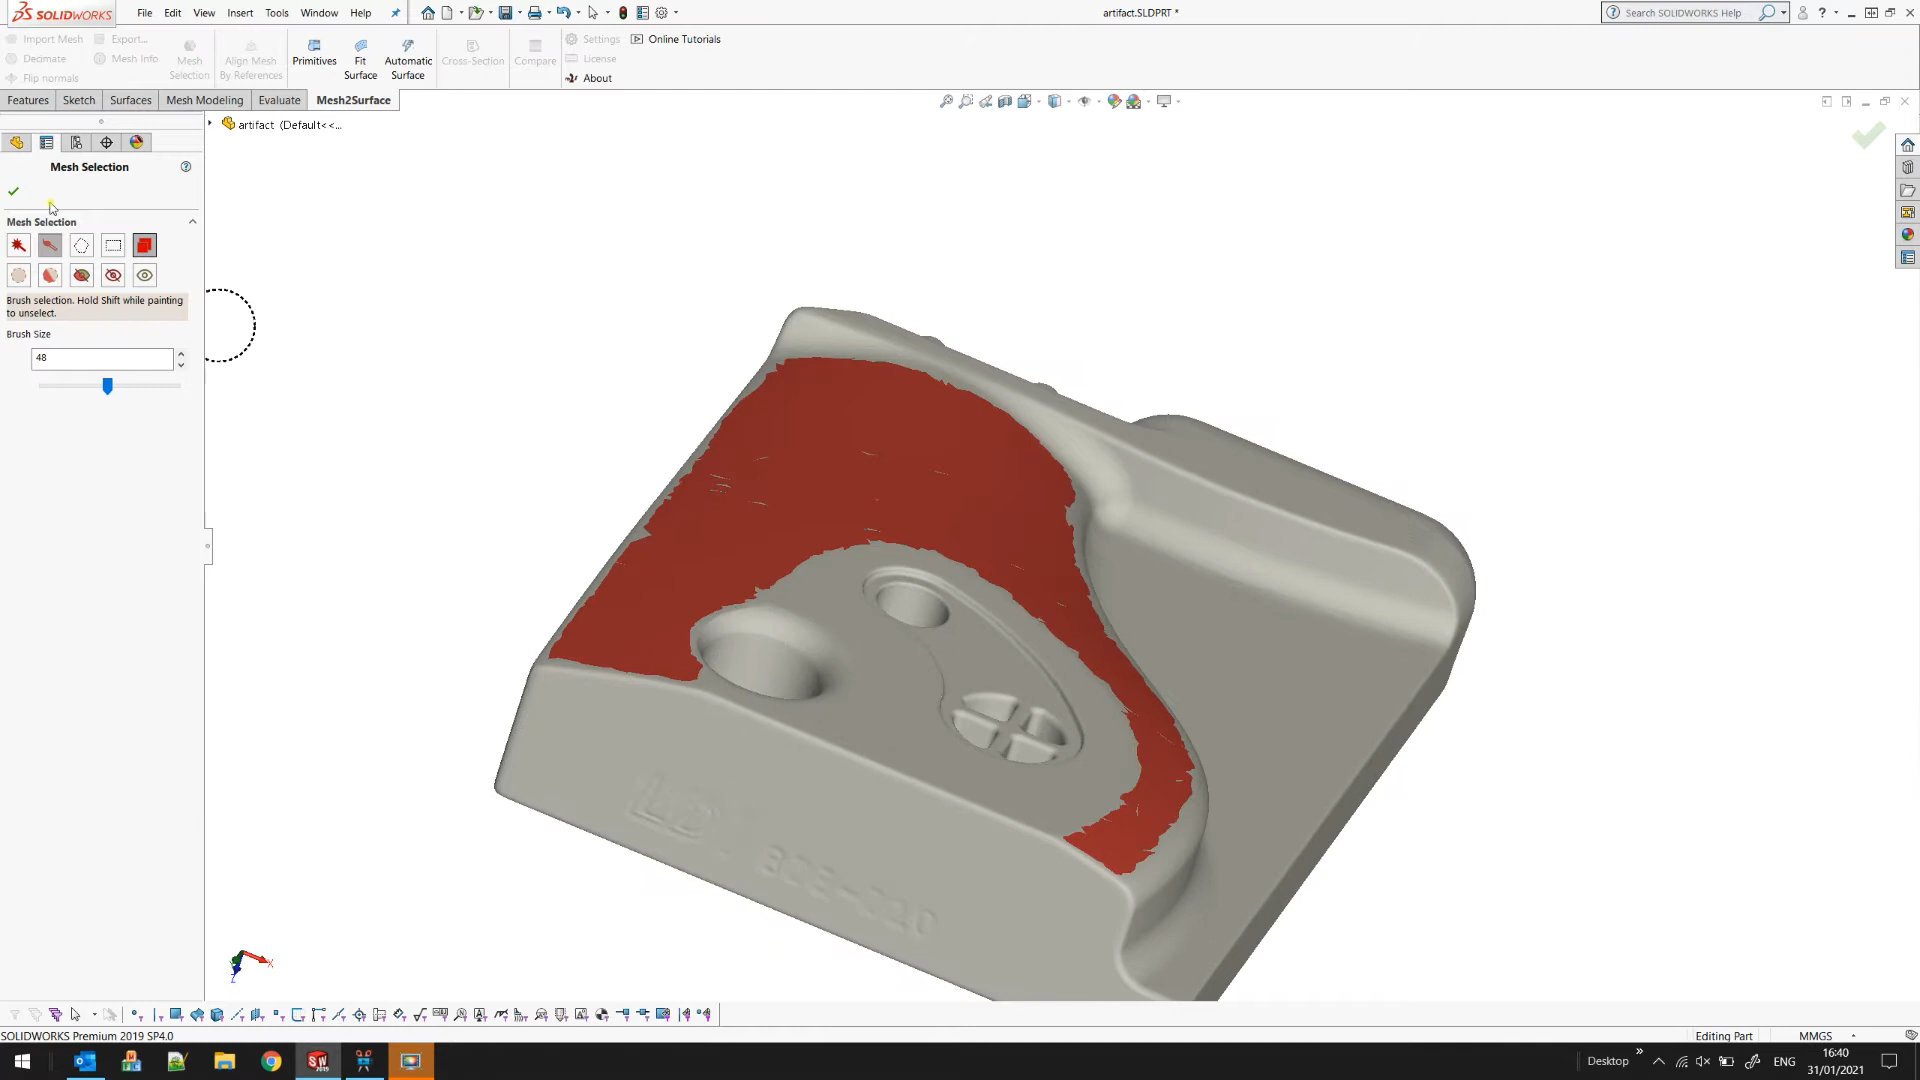 SOLIDWORKS
File Edit View Insert Tools Window Help
artifact.SLDPRT *
Search SOLIDWORKS Help
Import Mesh
Export...
Decimate
Mesh Info
Flip normals
Mesh Selection
Align Mesh By References
Primitives
Fit Surface
Automatic Surface
Cross-Section
Compare
Settings
License
About
Online Tutorials
Features Sketch Surfaces Mesh Modeling Evaluate Mesh2Surface
artifact (Default<<...
Mesh Selection
Mesh Selection
Brush selection. Hold Shift while painting
to unselect.
Brush Size
48
X
Z
SOLIDWORKS Premium 2019 SP4.0
Editing Part
MMGS
Desktop
ENG
16:40
31/01/2021